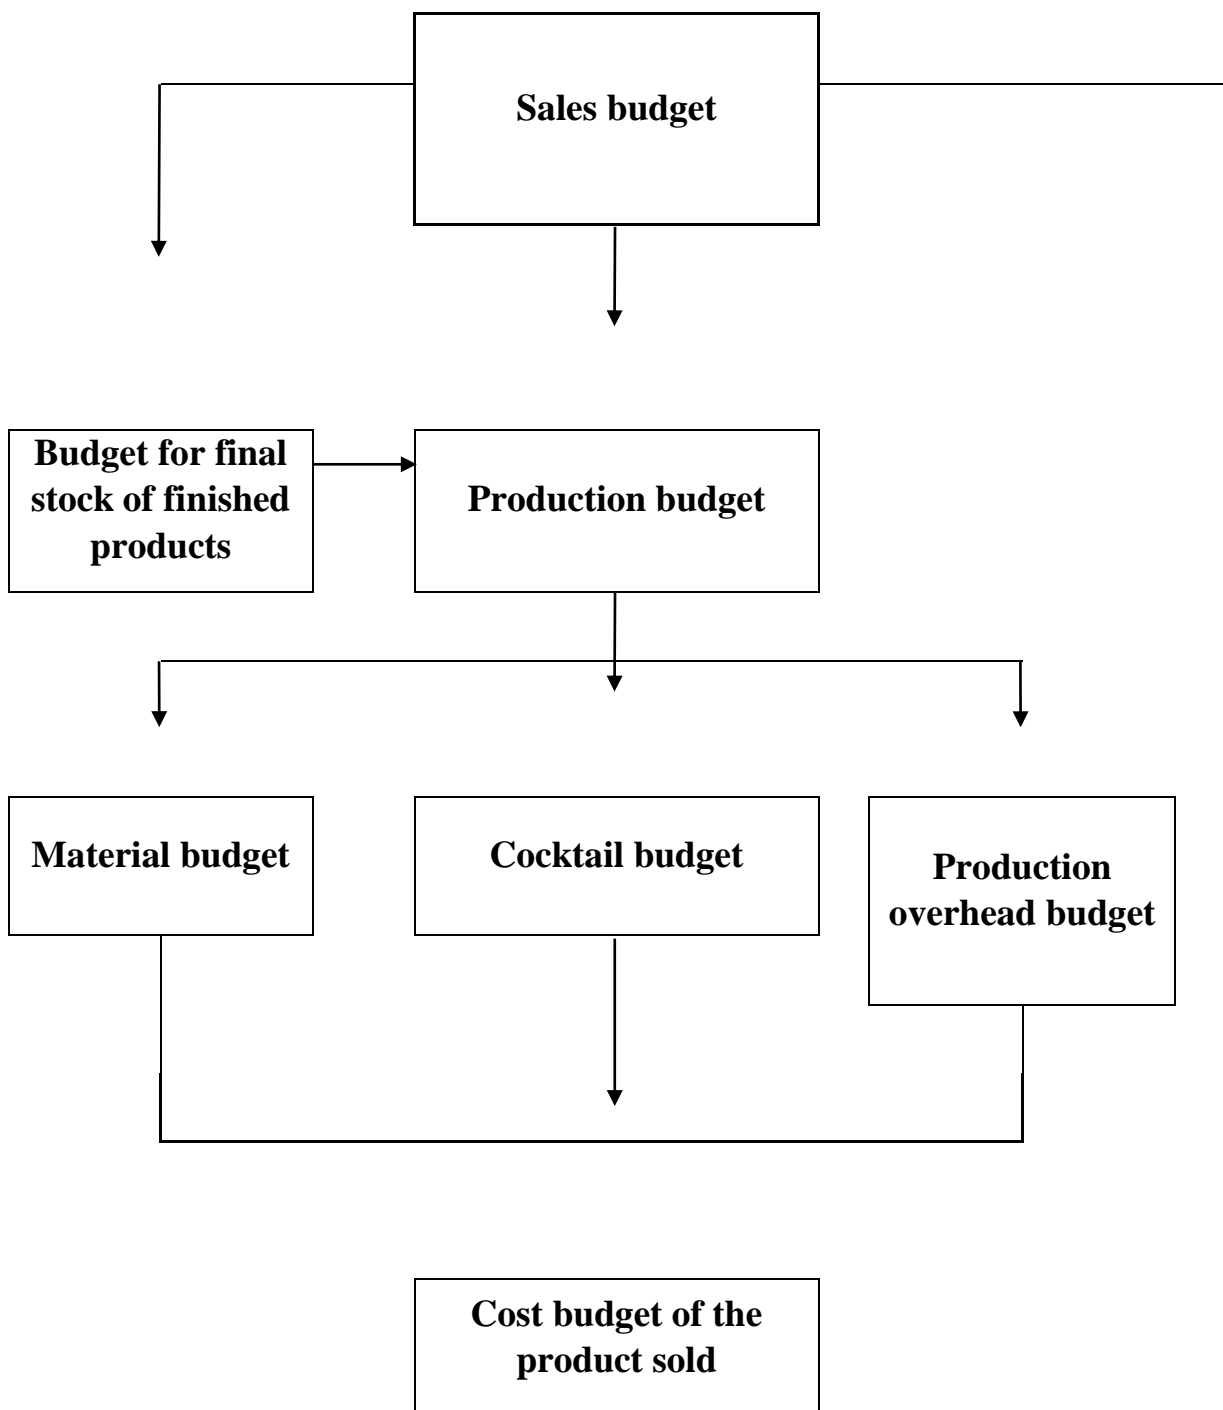 Sales budget
Budget for final
stock of finished
products
Production budget
Material budget
Cocktail budget
Production
overhead budget
Cost budget of the
product sold